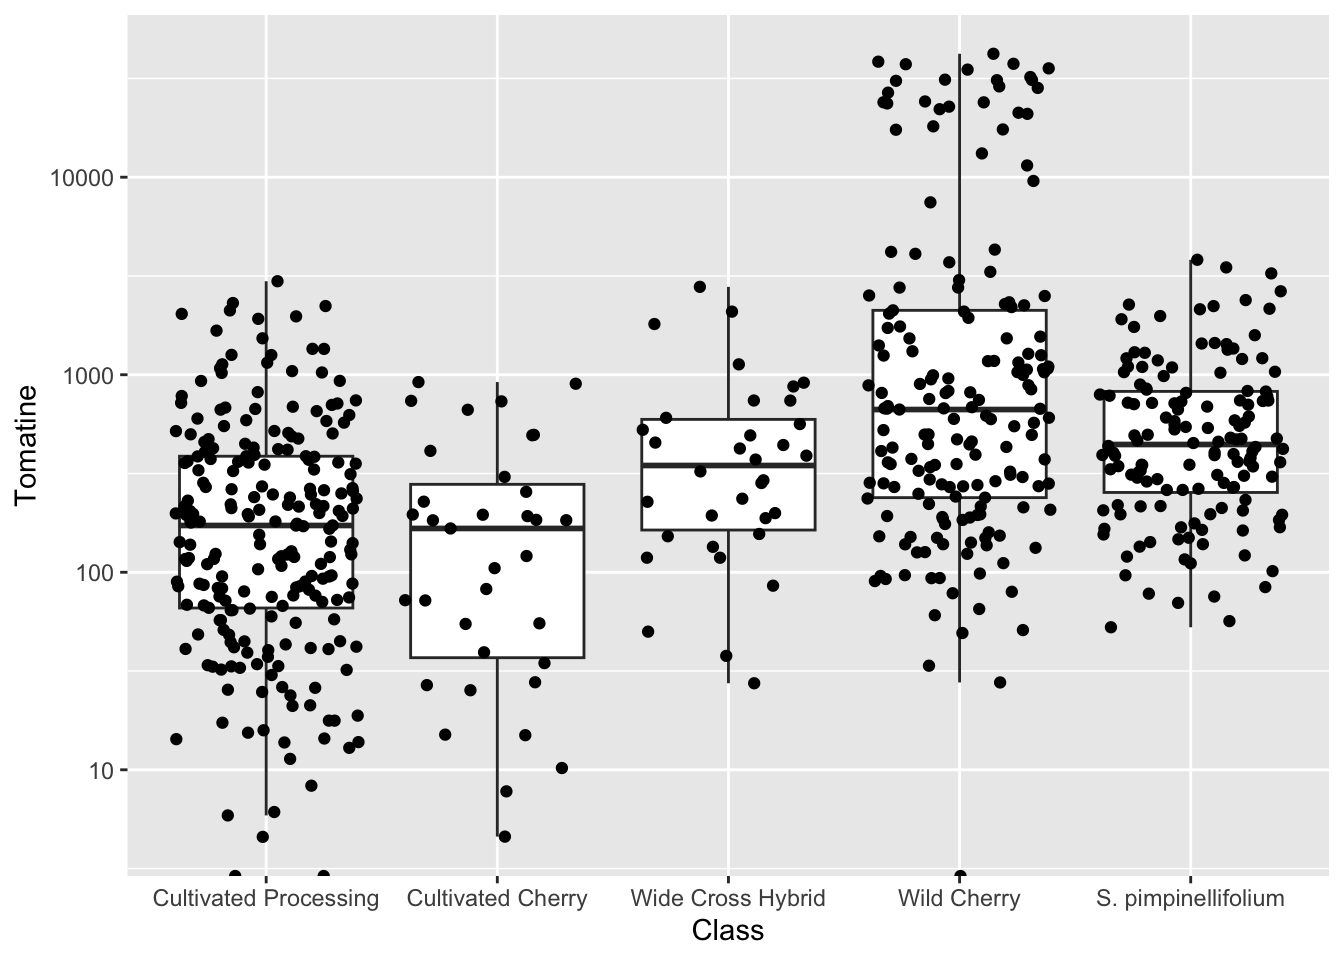 Tomatine
10000
1000
100
10
Cultivated Processing
Cultivated Cherry
Wide Cross Hybrid
Wild Cherry
S. pimpinellifolium
Class